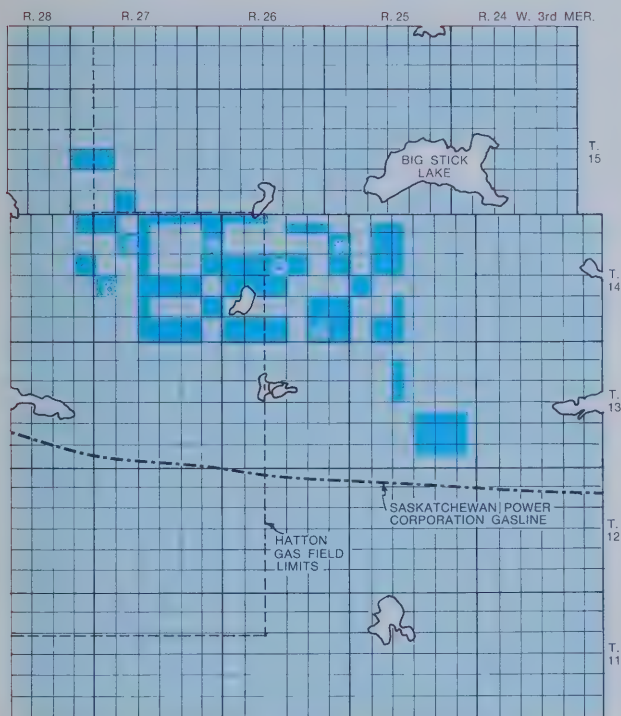 R. 28 R. 27 R. 26 R. 25 R. 24 W. 3rd MER.
T.
15
BIG STICK
LAKE
T.
14
T.
13
SASKATCHEWAN POWER
CORPORATION GASLINE
HATTON
GAS FIELD
LIMITS
T.
12
T.
11